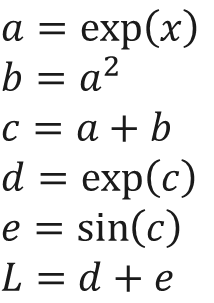 a = exp(x)
b = a²
c = a + b
d = exp(c)
e = sin(c)
L = d + e